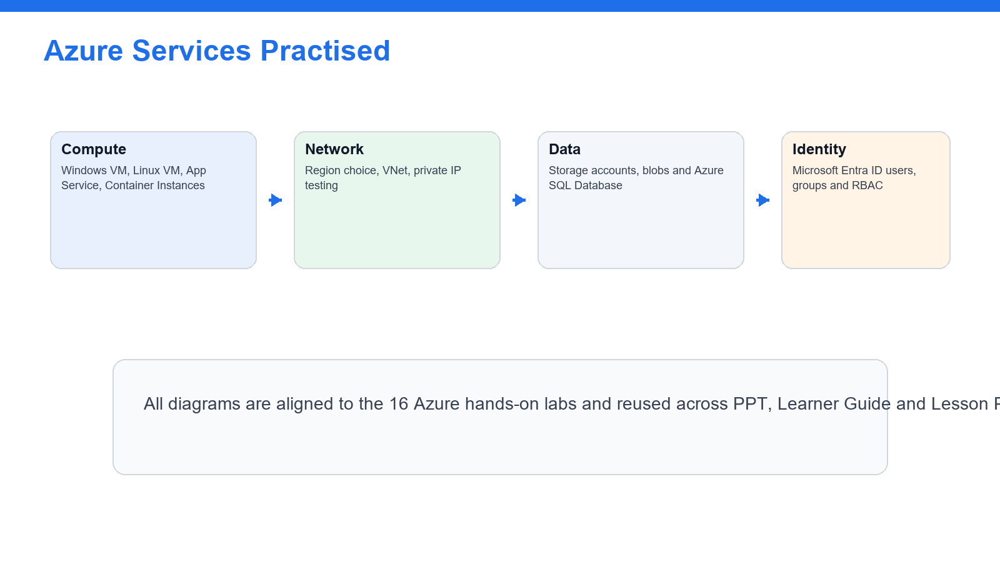 Azure Services Practised
Compute
Windows VM, Linux VM, App
Service, Container Instances
Network
Region choice, VNet, private IP
testing
Data
Storage accounts, blobs and Azure
SQL Database
Identity
Microsoft Entra ID users,
groups and RBAC
All diagrams are aligned to the 16 Azure hands-on labs and reused across PPT, Learner Guide and Lesson